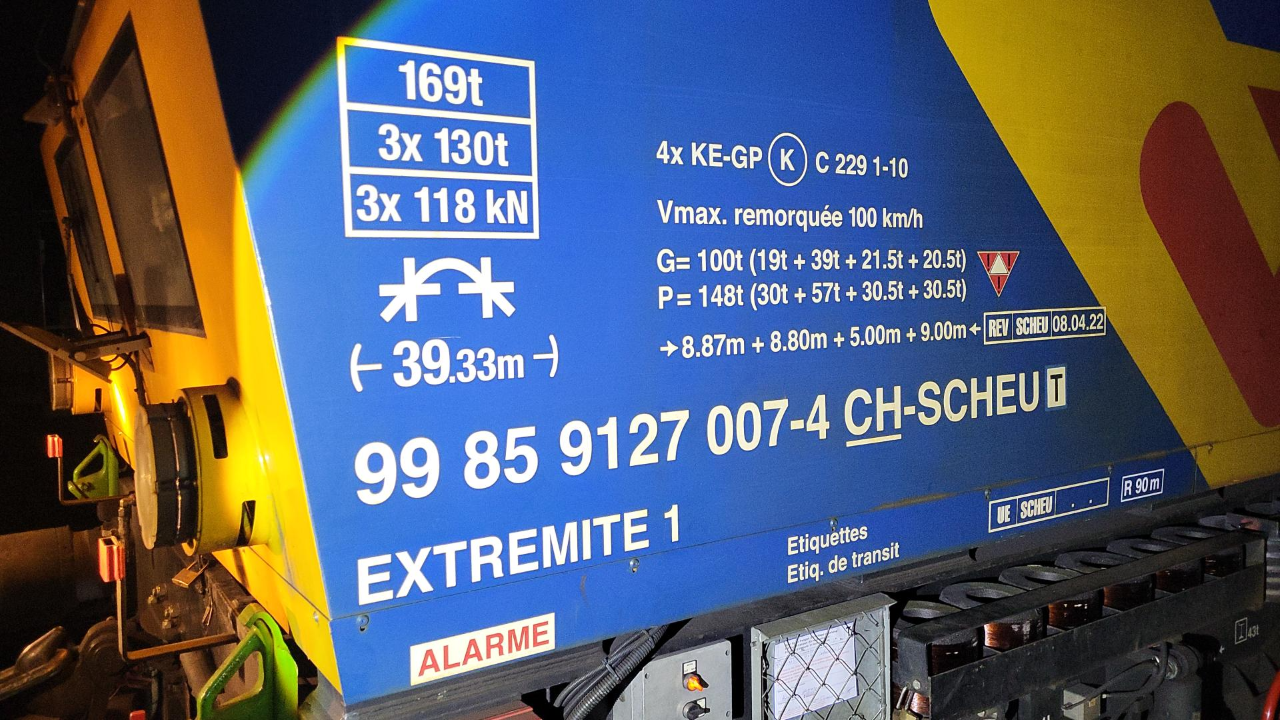 169t
3x 130t
3x 118 kN
39.33m
4x KE-GP K C 229 1-10
Vmax. remorquée 100 km/h
G= 100t (19t + 39t + 21.5t + 20.5t)
P= 148t (30t + 57t + 30.5t + 30.5t)
→8.87m + 8.80m + 5.00m + 9.00m← REV SCHEU 08.04.22
99 85 9127 007-4 CH-SCHEU T
EXTREMITE 1
UE SCHEU . .
R 90 m
Etiquettes
Etiq. de transit
ALARME
43t